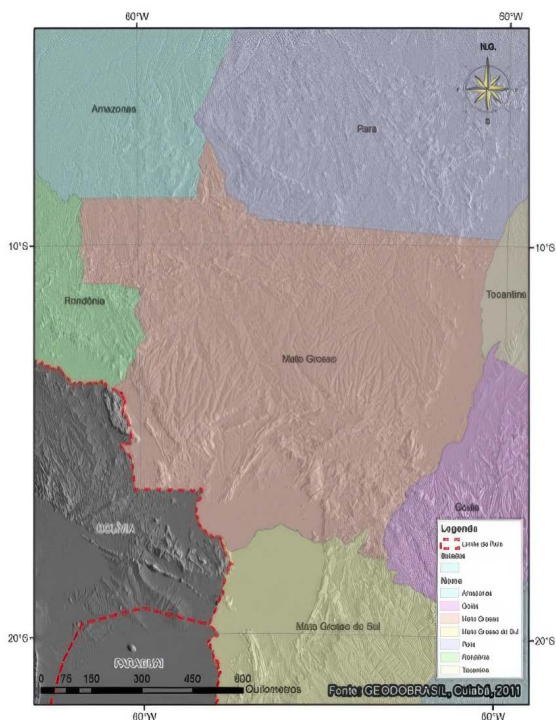 60°W 50°W
N.G.
S
Amazonas
Pará
10°S 10°S
Rondônia
Tocantins
Mato Grosso
BOLÍVIA
Goiás
Legenda
Limite de País
Estados
Nome
Amazonas
Goiás
Mato Grosso
Mato Grosso do Sul
Pará
Rondônia
Tocantins
Mato Grosso do Sul
20°S 20°S
PARAGUAI
0 75 150 300 450 600
Quilometros
Fonte: GEODOBRASIL, Cuiabá, 2011
60°W 50°W